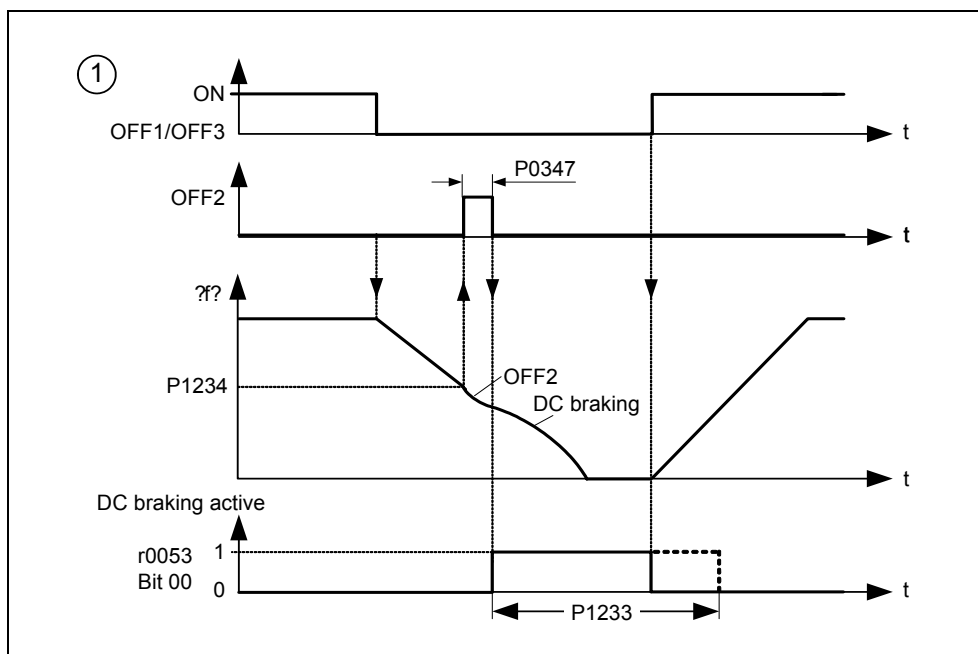 1
ON
OFF1/OFF3
t
P0347
OFF2
t
?f?
P1234
OFF2
DC braking
t
DC braking active
r0053 1
Bit 00 0
t
P1233